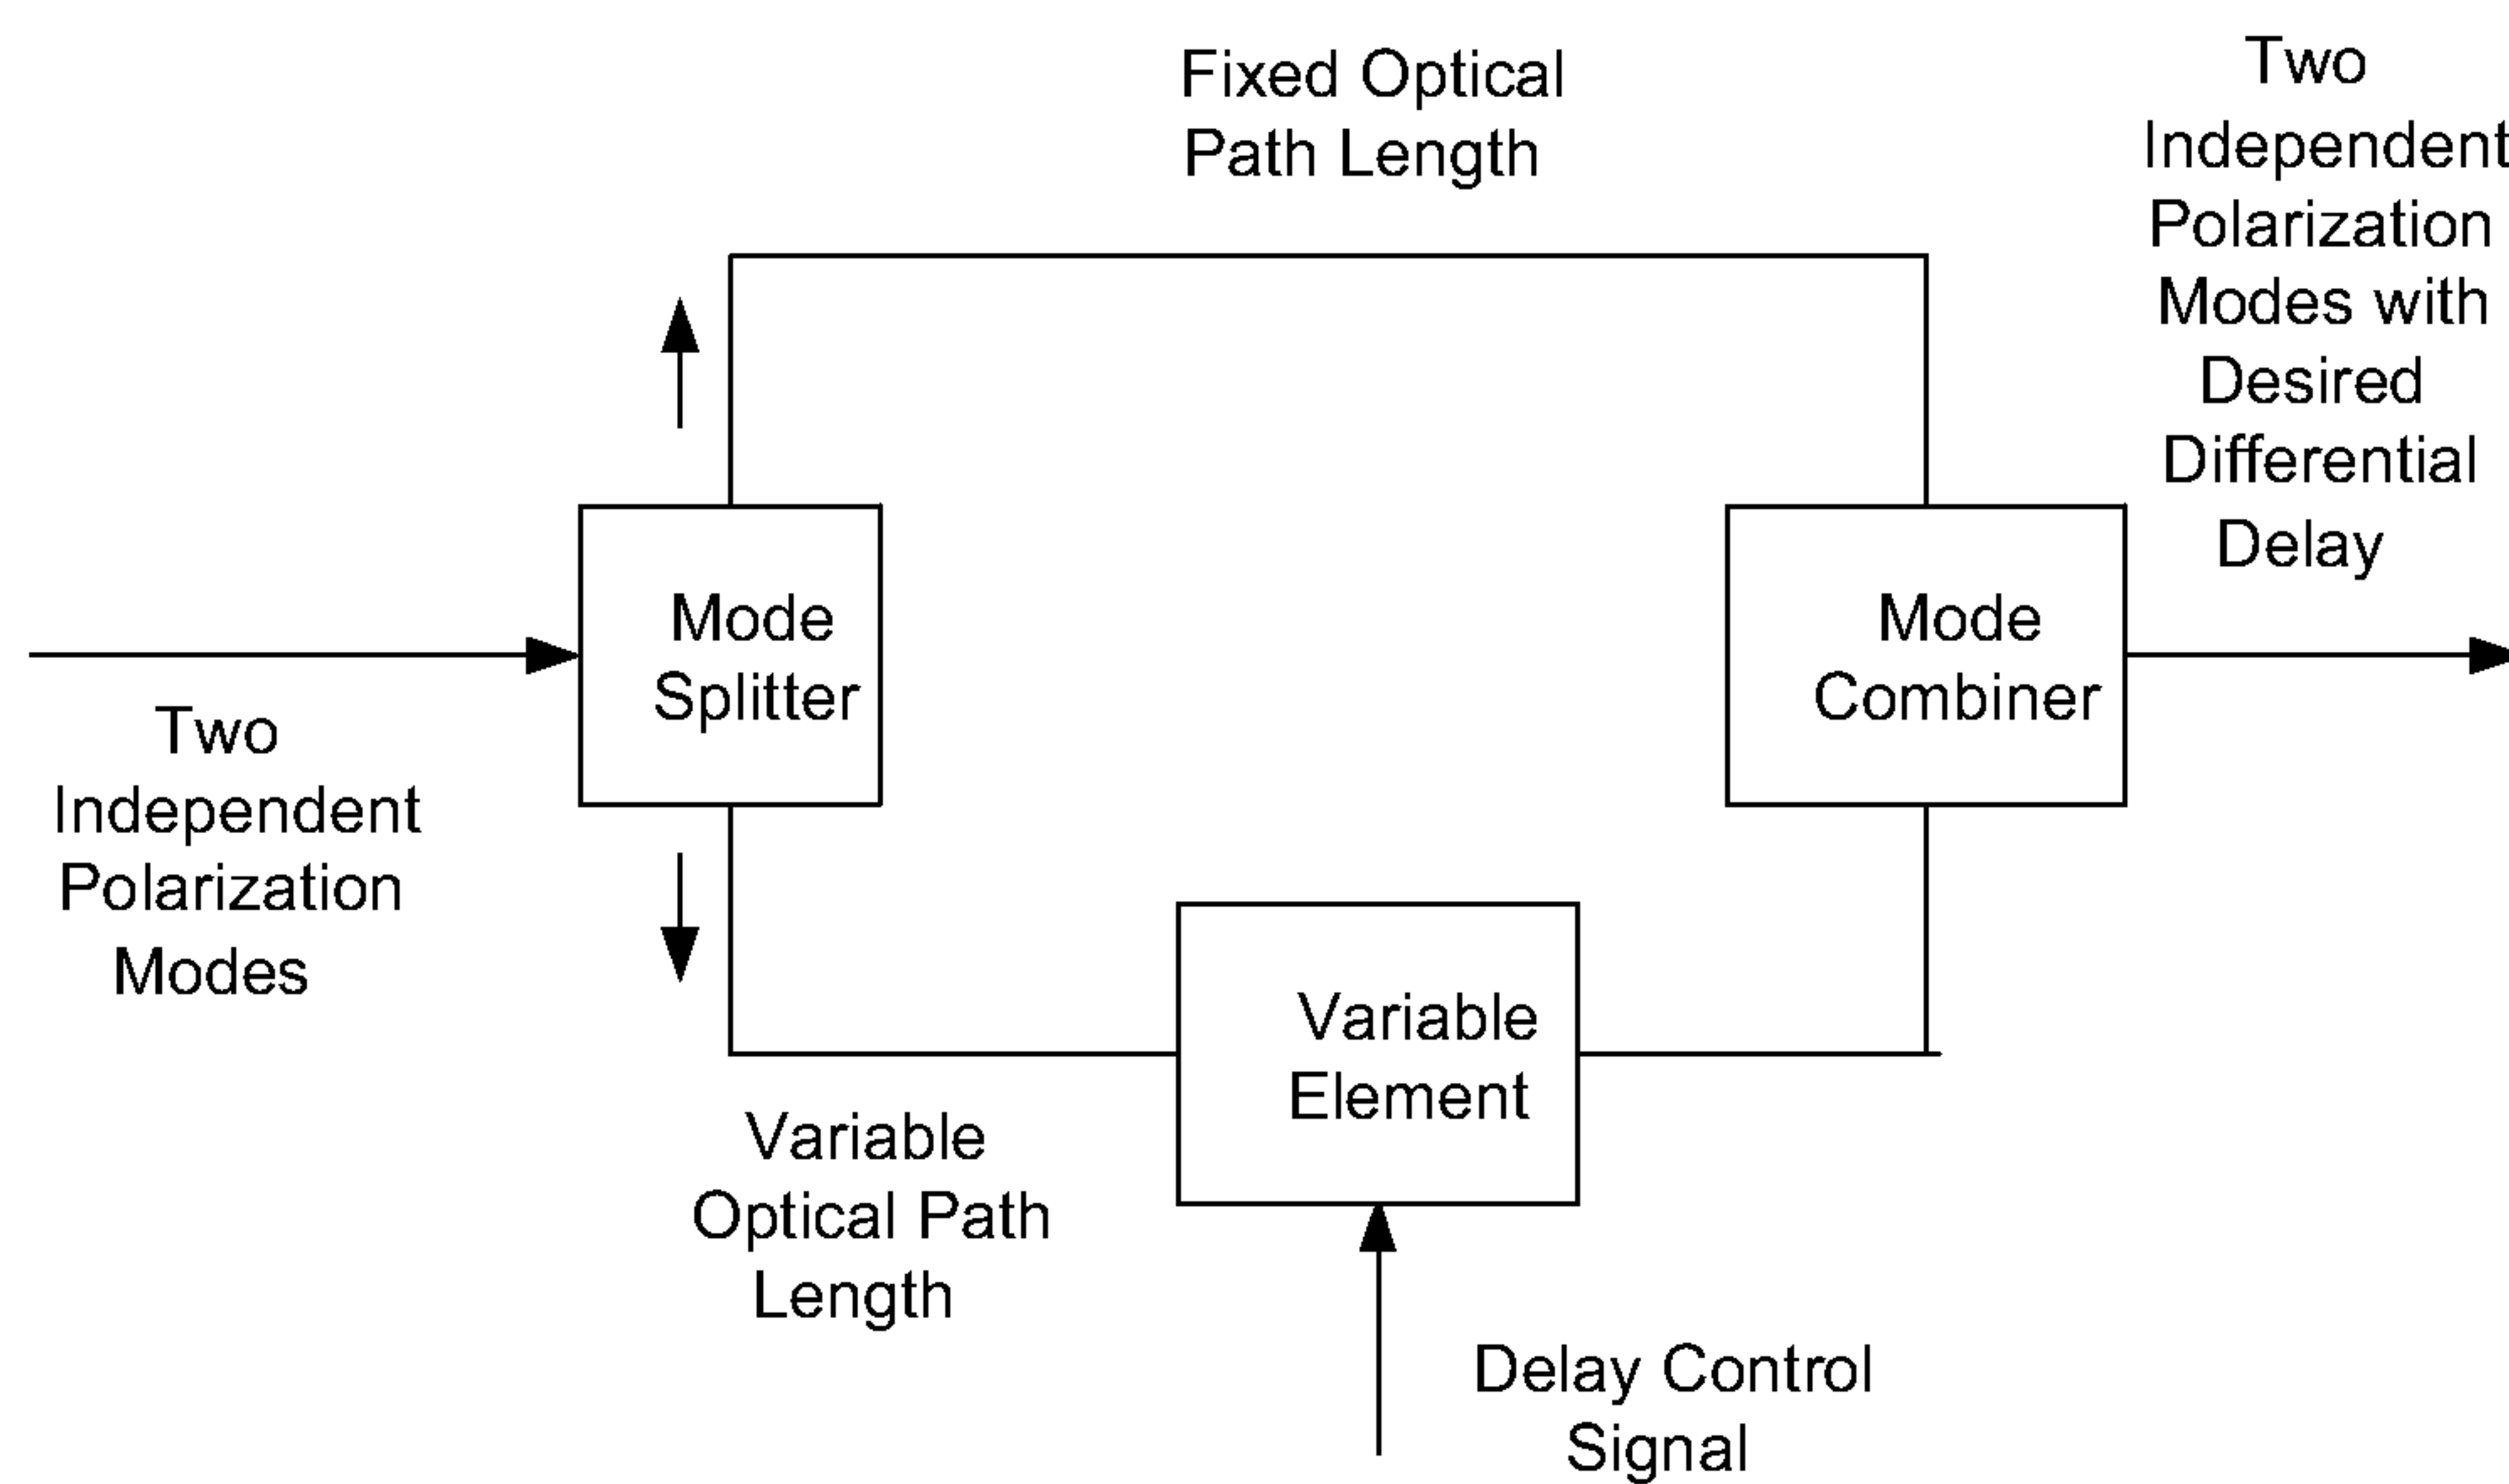 Fixed Optical
Path Length
Two
Independent
Polarization
Modes with
Desired
Differential
Delay
Mode
Splitter
Mode
Combiner
Two
Independent
Polarization
Modes
Variable
Element
Variable
Optical Path
Length
Delay Control
Signal